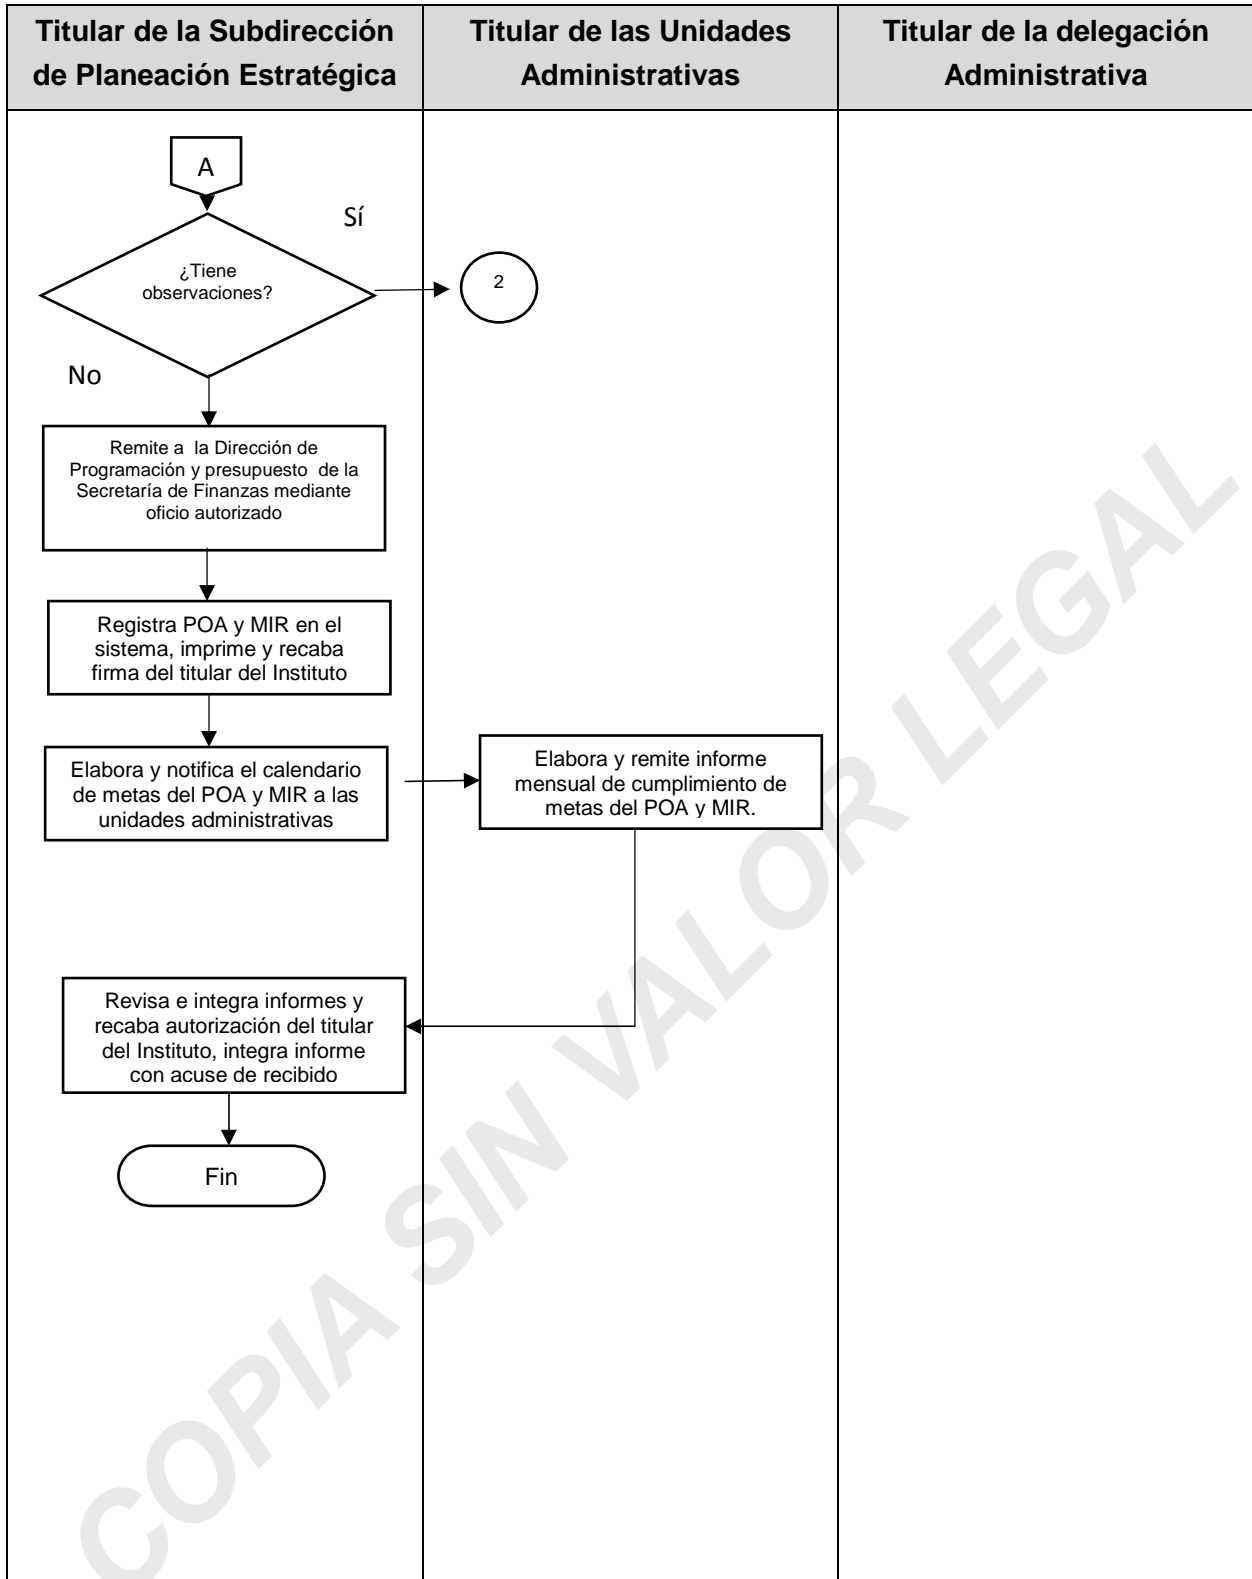 Titular de la Subdirección
de Planeación Estratégica
Titular de las Unidades
Administrativas
Titular de la delegación
Administrativa
A
Sí
¿Tiene
observaciones?
2
No
Remite a  la Dirección de
Programación y presupuesto  de la
Secretaría de Finanzas mediante
oficio autorizado
Registra POA y MIR en el
sistema, imprime y recaba
firma del titular del Instituto
Elabora y notifica el calendario
de metas del POA y MIR a las
unidades administrativas
Elabora y remite informe
mensual de cumplimiento de
metas del POA y MIR.
Revisa e integra informes y
recaba autorización del titular
del Instituto, integra informe
con acuse de recibido
Fin
COPIA SIN VALOR LEGAL